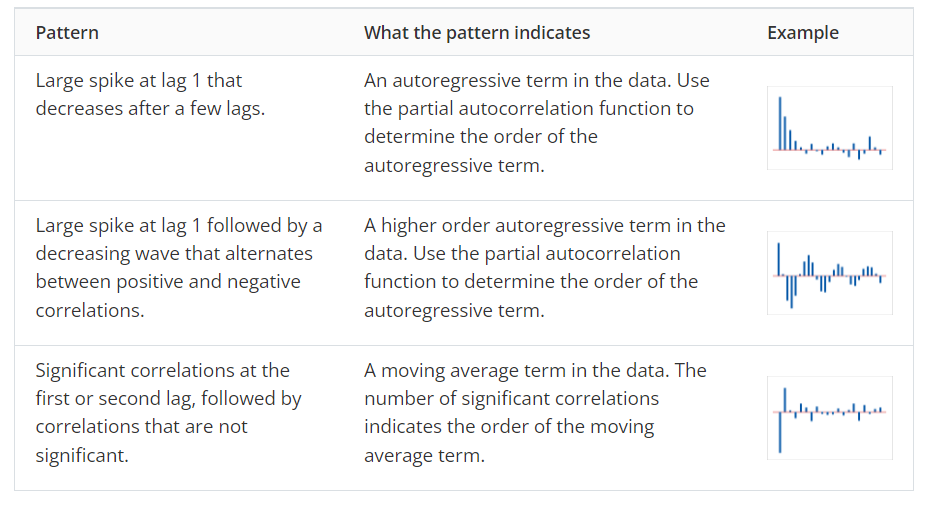 Pattern
What the pattern indicates
Example
Large spike at lag 1 that
decreases after a few lags.
An autoregressive term in the data. Use
the partial autocorrelation function to
determine the order of the
autoregressive term.
Large spike at lag 1 followed by a
decreasing wave that alternates
between positive and negative
correlations.
A higher order autoregressive term in the
data. Use the partial autocorrelation
function to determine the order of the
autoregressive term.
Significant correlations at the
first or second lag, followed by
correlations that are not
significant.
A moving average term in the data. The
number of significant correlations
indicates the order of the moving
average term.